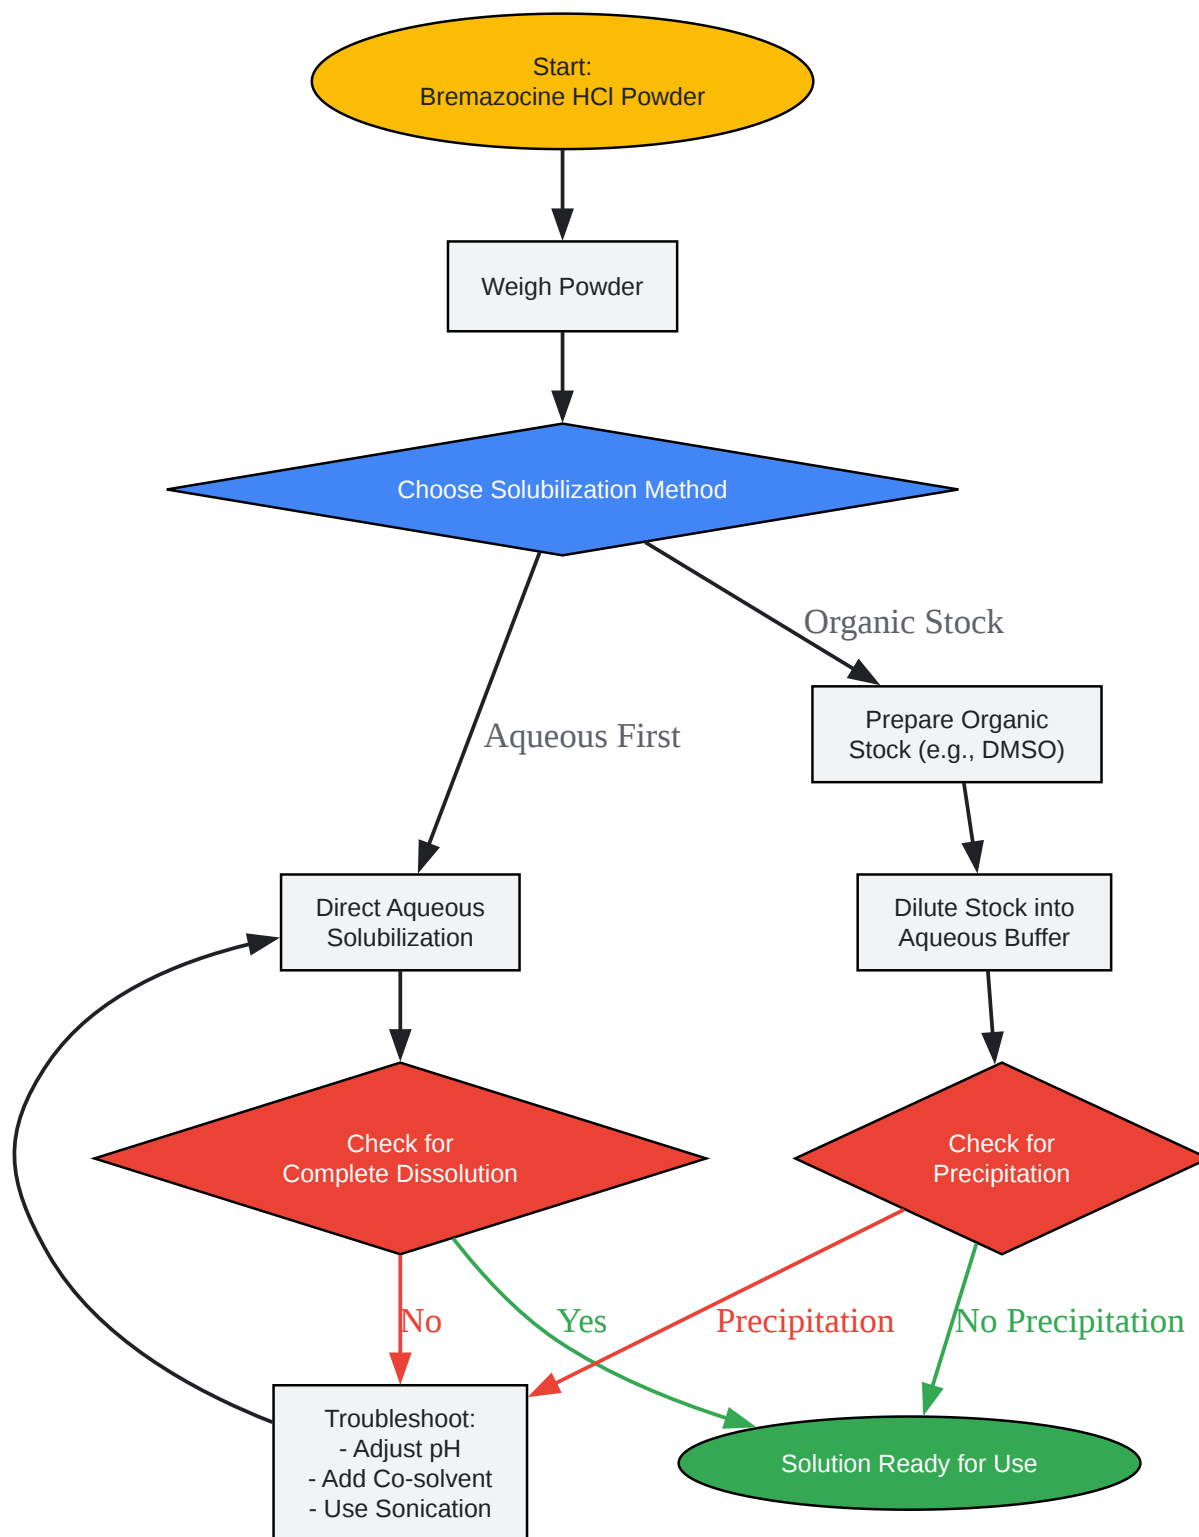 Start:
Bremazocine HCl Powder
Weigh Powder
Choose Solubilization Method
Organic Stock
Prepare Organic
Stock (e.g., DMSO)
Aqueous First
Direct Aqueous
Solubilization
Dilute Stock into
Aqueous Buffer
Check for
Complete Dissolution
Check for
Precipitation
No
Yes
Precipitation
No Precipitation
Troubleshoot:
- Adjust pH
- Add Co-solvent
- Use Sonication
Solution Ready for Use